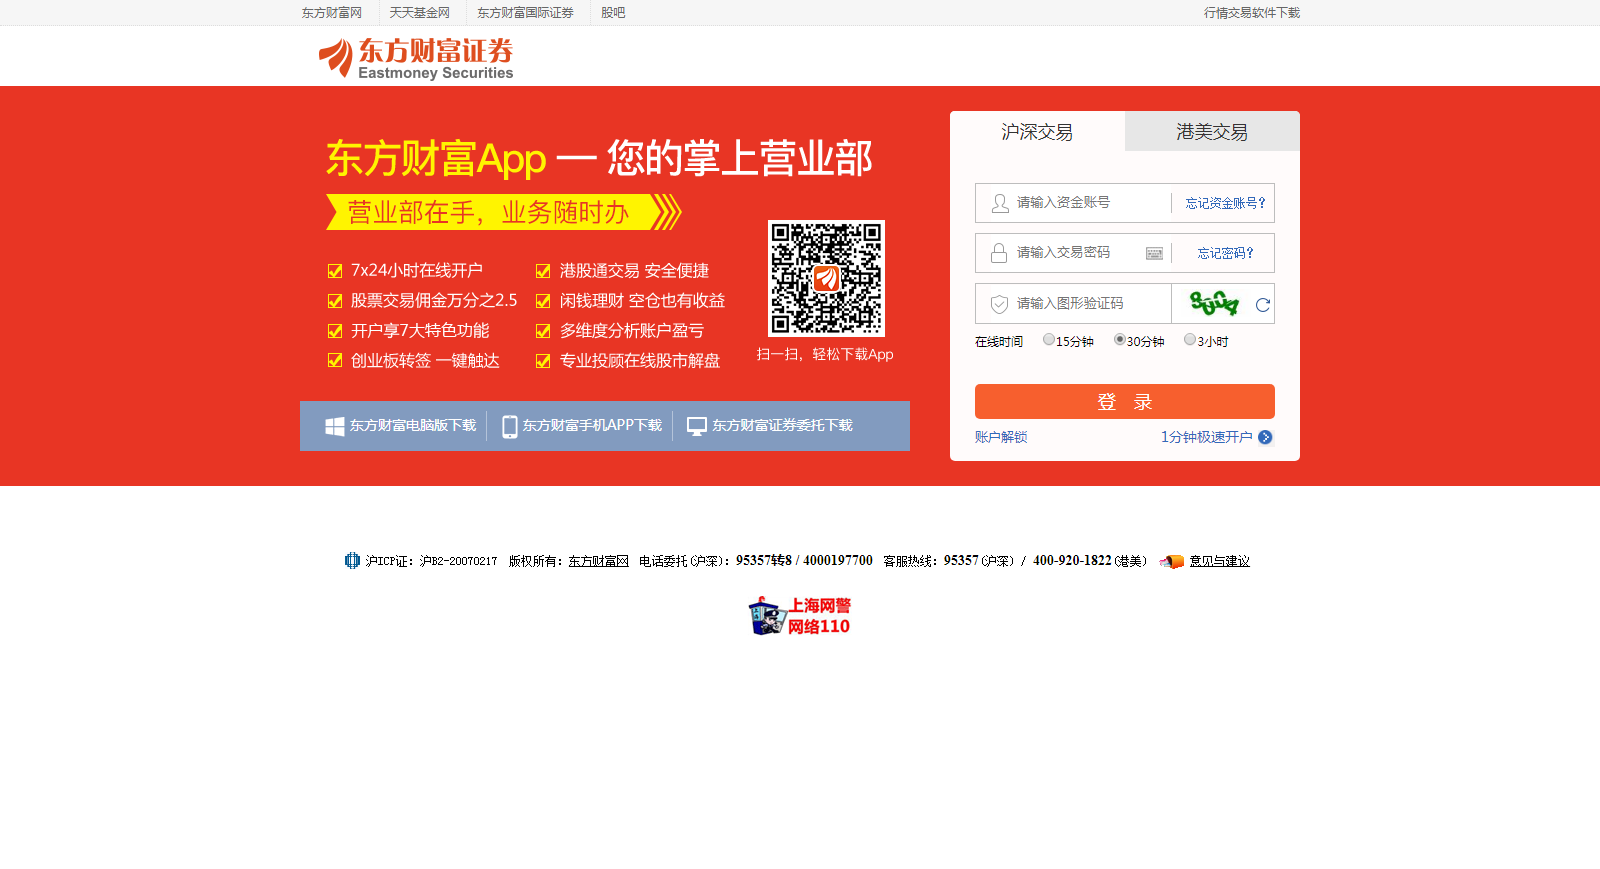 东方财富网 天天基金网 东方财富国际证券 股吧 行情交易软件下载
东方财富证券
Eastmoney Securities
沪深交易 港美交易
东方财富App — 您的掌上营业部
营业部在手，业务随时办
7x24小时在线开户 港股通交易 安全便捷
股票交易佣金万分之2.5 闲钱理财 空仓也有收益
开户享7大特色功能 多维度分析账户盈亏
创业板转签 一键触达 专业投顾在线股市解盘
扫一扫，轻松下载App
东方财富电脑版下载 东方财富手机APP下载 东方财富证券委托下载
请输入资金账号 忘记资金账号?
请输入交易密码 忘记密码?
请输入图形验证码
在线时间 15分钟 30分钟 3小时
登 录
账户解锁 1分钟极速开户
沪ICP证：沪B2-20070217 版权所有：东方财富网 电话委托(沪深)：95357转8 / 4000197700 客服热线：95357(沪深) / 400-920-1822(港美) 意见与建议
上海网警
网络110